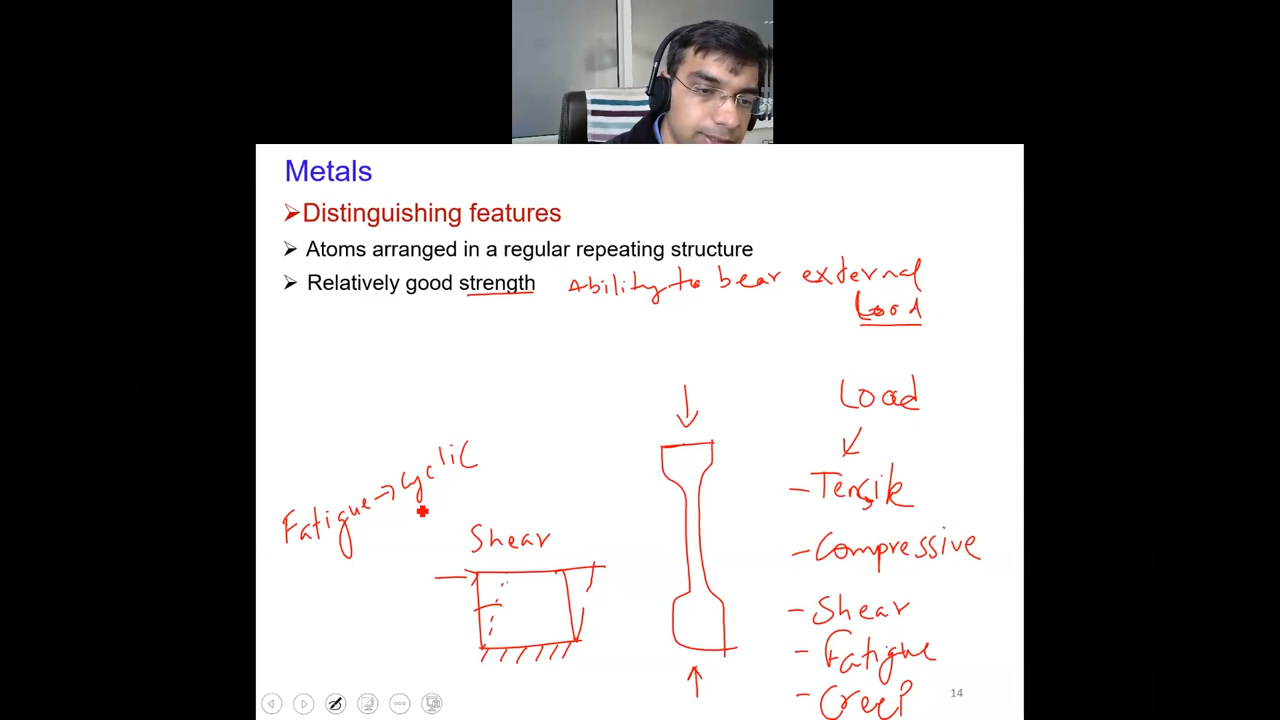 Metals
➢Distinguishing features
➢ Atoms arranged in a regular repeating structure
➢ Relatively good strength Ability to bear external
Load
Load
- Tensile
- Compressive
- Shear
- Fatigue
- Creep
Fatigue → Cyclic
Shear
14